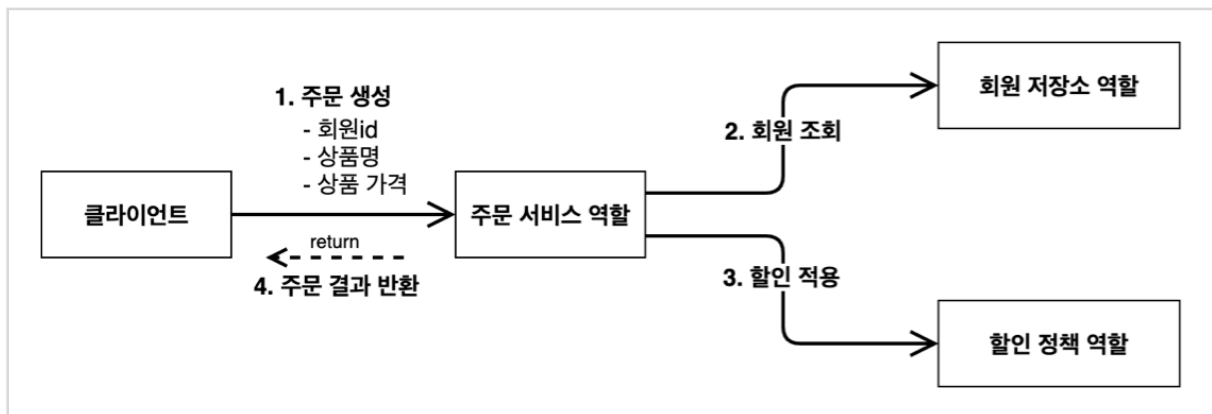 1. 주문 생성
- 회원id
- 상품명
- 상품 가격
클라이언트
return
4. 주문 결과 반환
주문 서비스 역할
2. 회원 조회
3. 할인 적용
회원 저장소 역할
할인 정책 역할